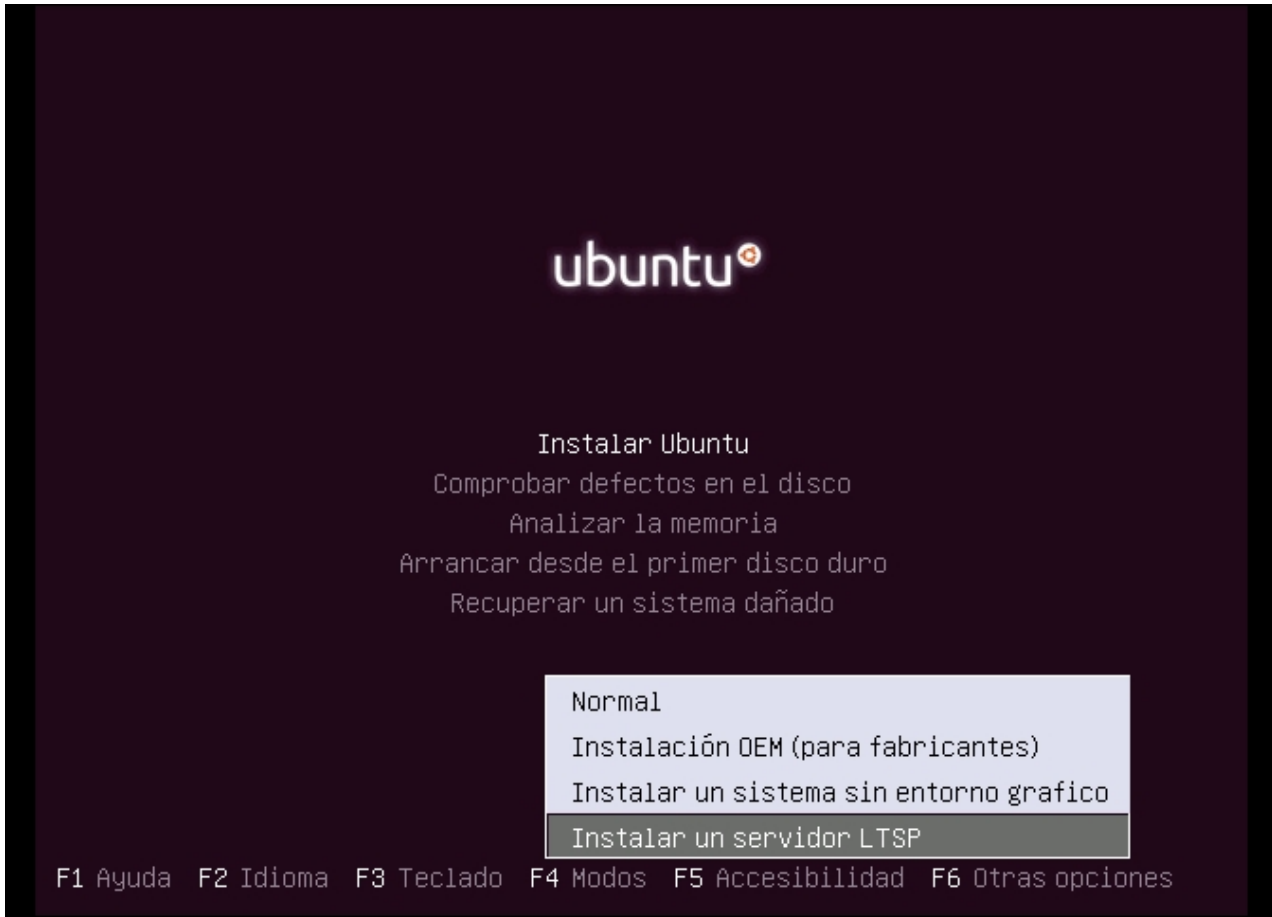 ubuntu
Instalar Ubuntu
Comprobar defectos en el disco
Analizar la memoria
Arrancar desde el primer disco duro
Recuperar un sistema dañado
Normal
Instalación OEM (para fabricantes)
Instalar un sistema sin entorno grafico
Instalar un servidor LTSP
F1 Ayuda F2 Idioma F3 Teclado F4 Modos F5 Accesibilidad F6 Otras opciones